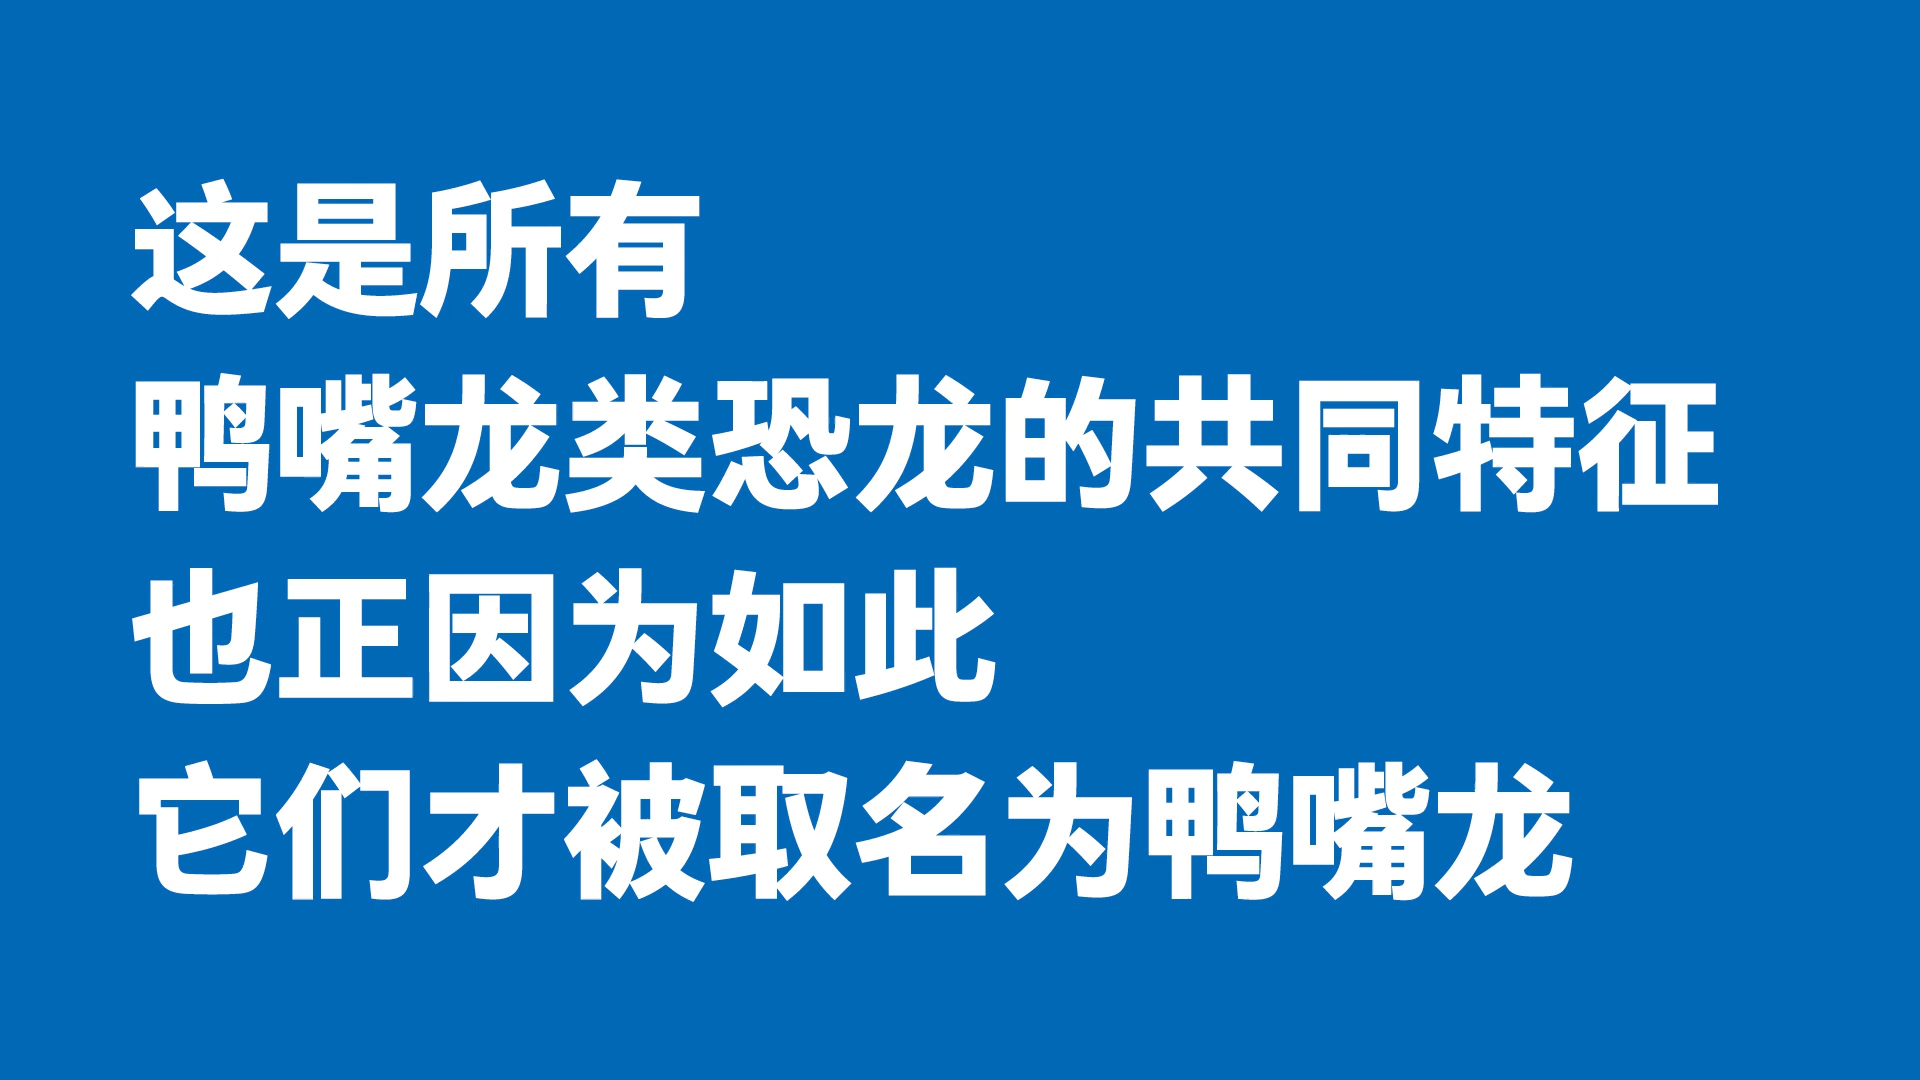 这是所有
鸭嘴龙类恐龙的共同特征
也正因为如此
它们才被取名为鸭嘴龙